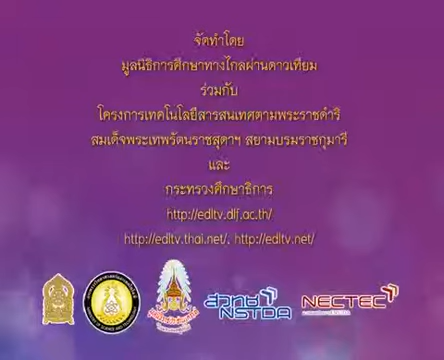 จัดทำโดย
มูลนิธิการศึกษาทางไกลผ่านดาวเทียม
ร่วมกับ
โครงการเทคโนโลยีสารสนเทศตามพระราชดำริ
สมเด็จพระเทพรัตนราชสุดาฯ สยามบรมราชกุมารี
และ
กระทรวงศึกษาธิการ
http://edltv.dlf.ac.th/
http://edltv.thai.net/, http://edltv.net/
สวทช NSTDA
NECTEC